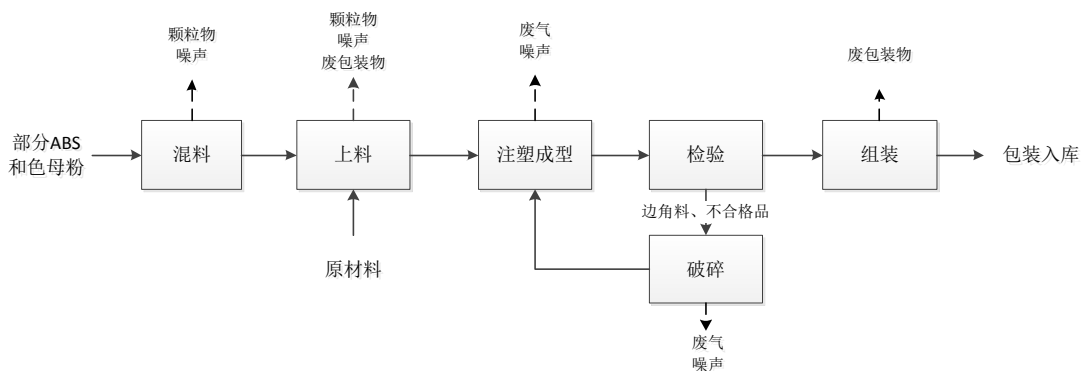 颗粒物
噪声
颗粒物
噪声
废包装物
废气
噪声
废包装物
部分ABS
和色母粉
混料
上料
注塑成型
检验
组装
包装入库
边角料、不合格品
原材料
破碎
废气
噪声